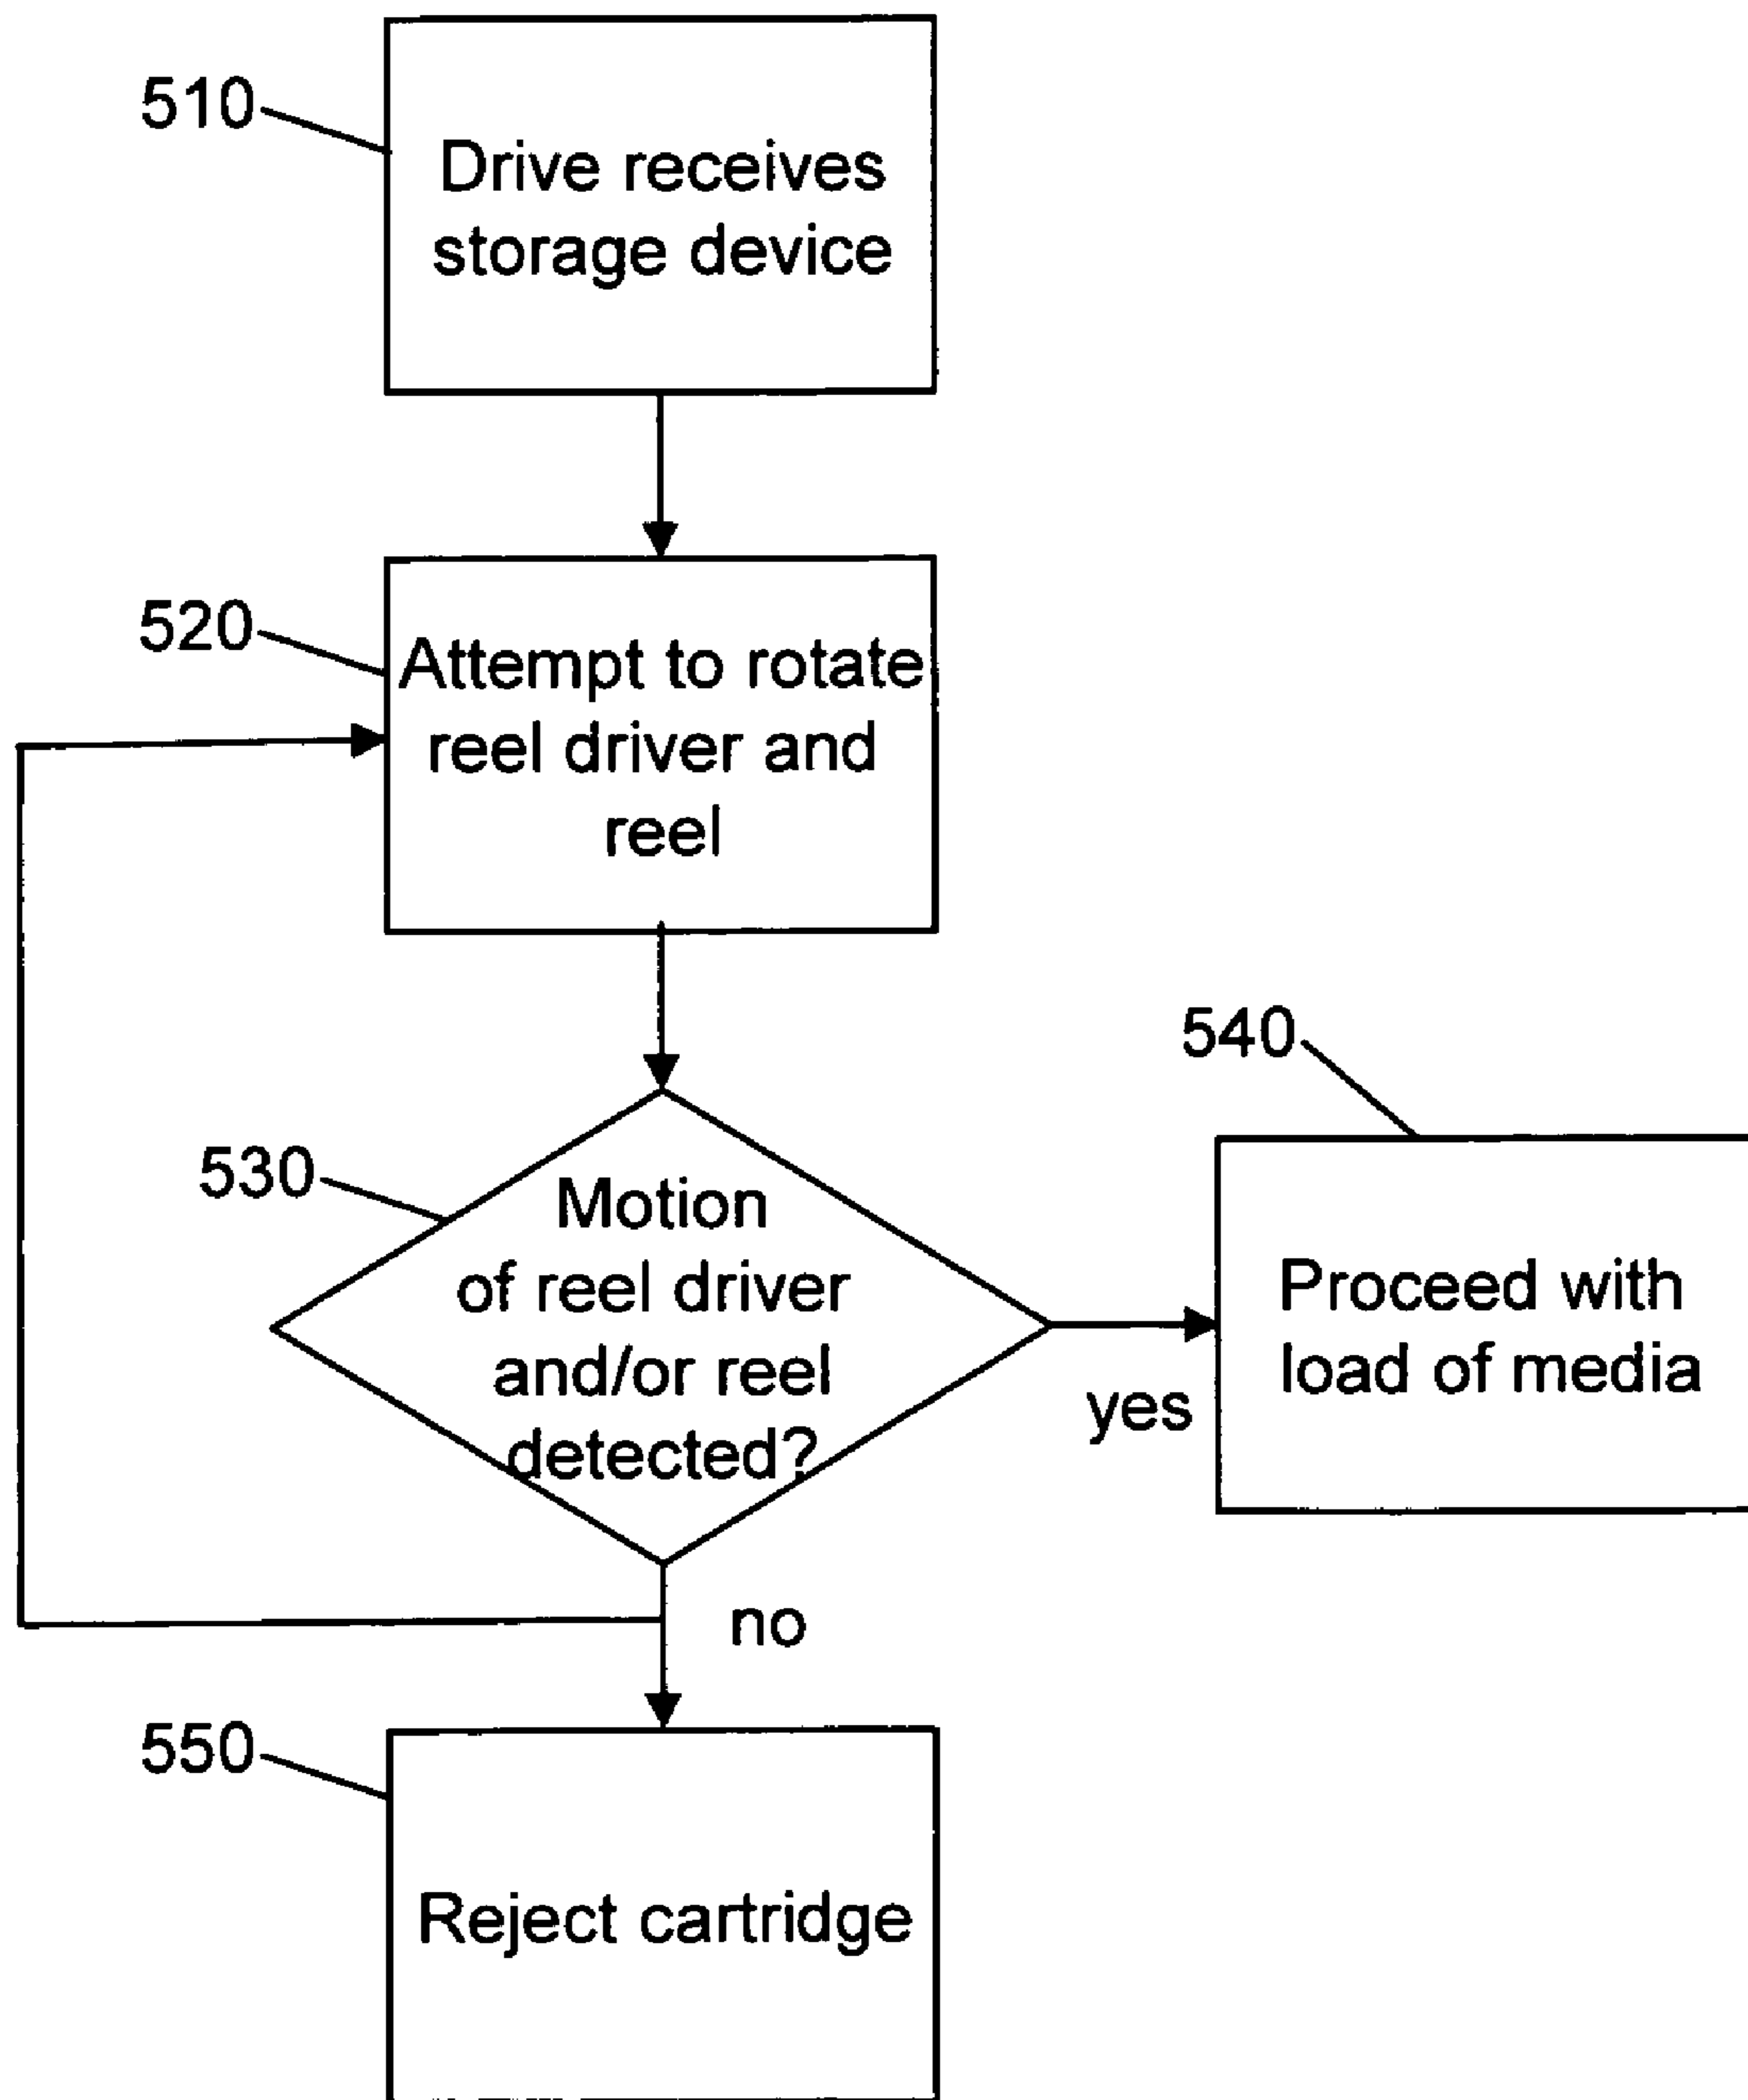 510
Drive receives
storage device
520
Attempt to rotate
reel driver and
reel
530
Motion
of reel driver
and/or reel
detected?
yes
540
Proceed with
load of media
no
550
Reject cartridge